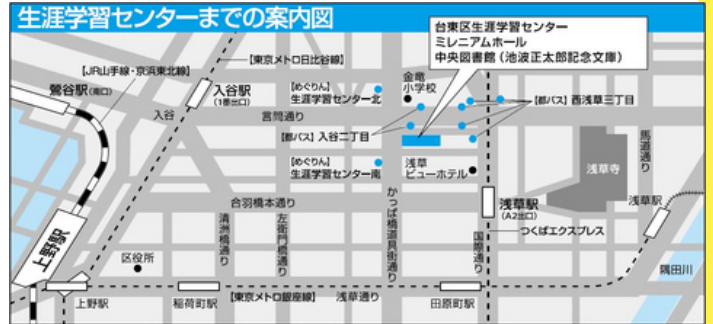 生涯学習センターまでの案内図
台東区生涯学習センター
ミレニアムホール
中央図書館（池波正太郎記念文庫）
【東京メトロ日比谷線】
【JR山手線・京浜東北線】
鶯谷駅
(南口)
入谷駅
(1番出口)
入谷
【めぐりん】
生涯学習センター北
金竜
小学校
【都バス】西浅草三丁目
言問通り
【都バス】入谷二丁目
【めぐりん】
生涯学習センター南
浅草
ビューホテル
浅草寺
馬道通り
合羽橋本通り
かっぱ橋道具街通り
浅草駅
(A2出口)
浅草駅
つくばエクスプレス
清洲橋通り
左衛門橋通り
国際通り
上野駅
区役所
隅田川
上野駅
稲荷町駅
【東京メトロ銀座線】
浅草通り
田原町駅